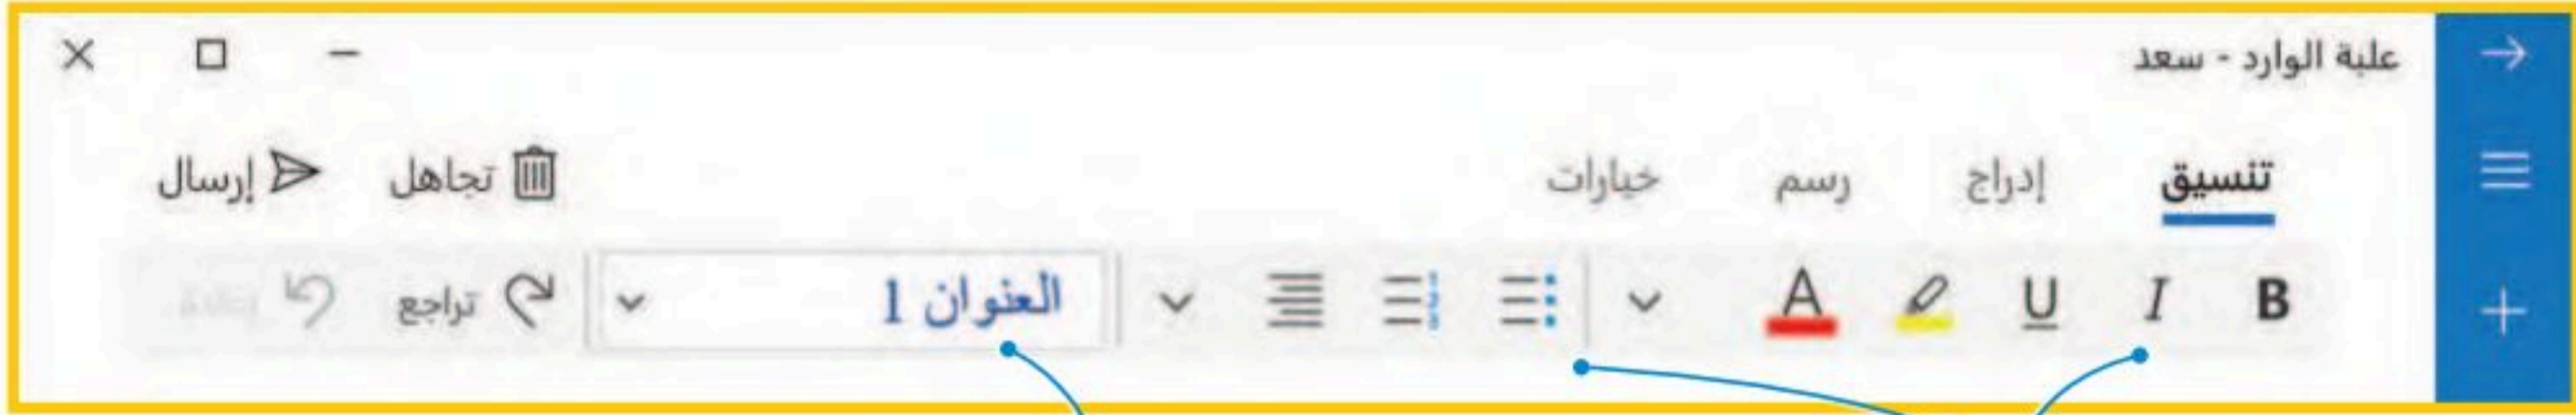 علبة الوارد - سعد
تنسيق إدراج رسم خيارات تجاهل إرسال
B I U A العنوان 1 تراجع